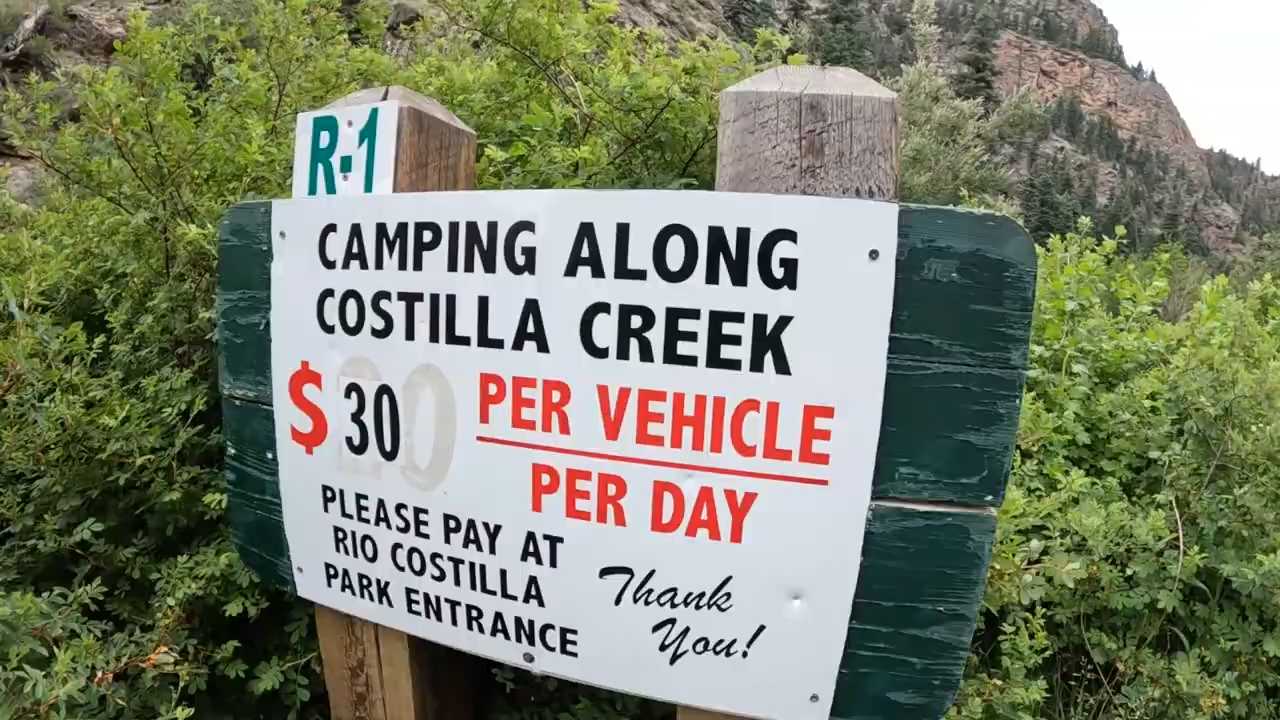 R-1
CAMPING ALONG
COSTILLA CREEK
$ 30 PER VEHICLE
PER DAY
PLEASE PAY AT
RIO COSTILLA
PARK ENTRANCE
Thank
You!